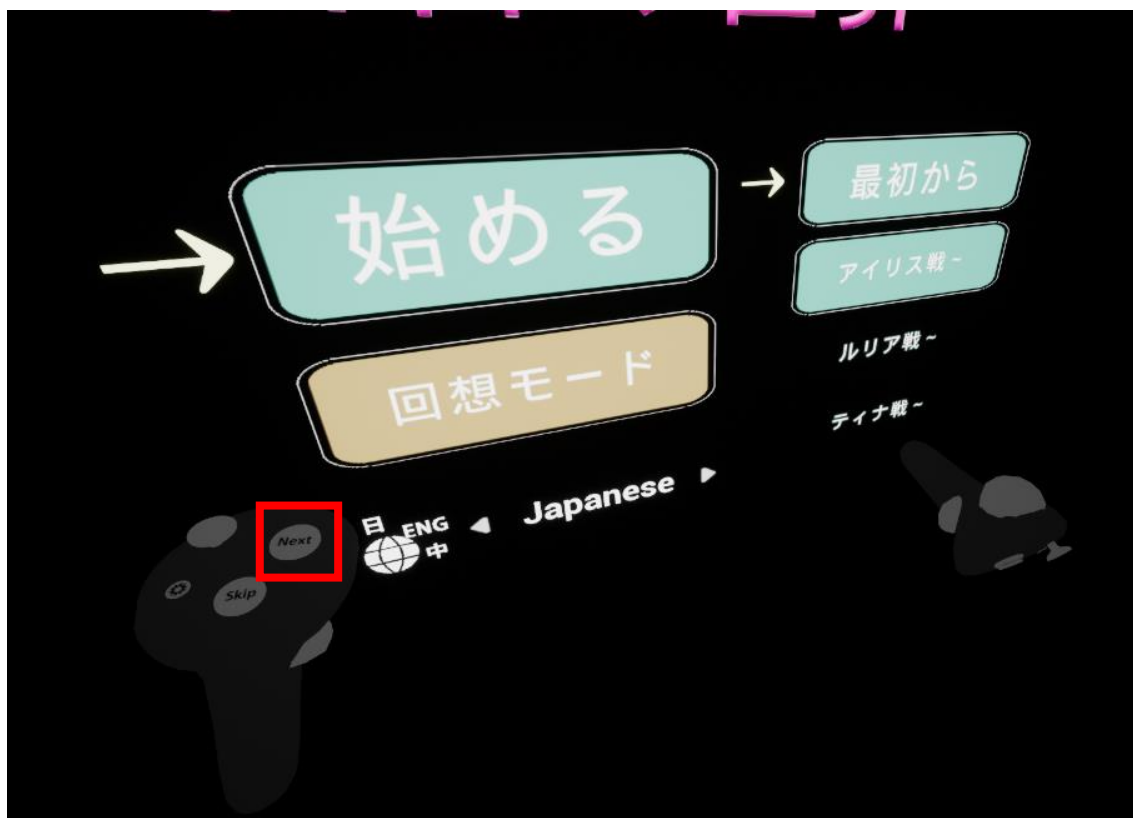 始める
回想モード
日 ENG 中
Japanese
最初から
アイリス戦~
ルリア戦~
ティナ戦~
Next
Skip